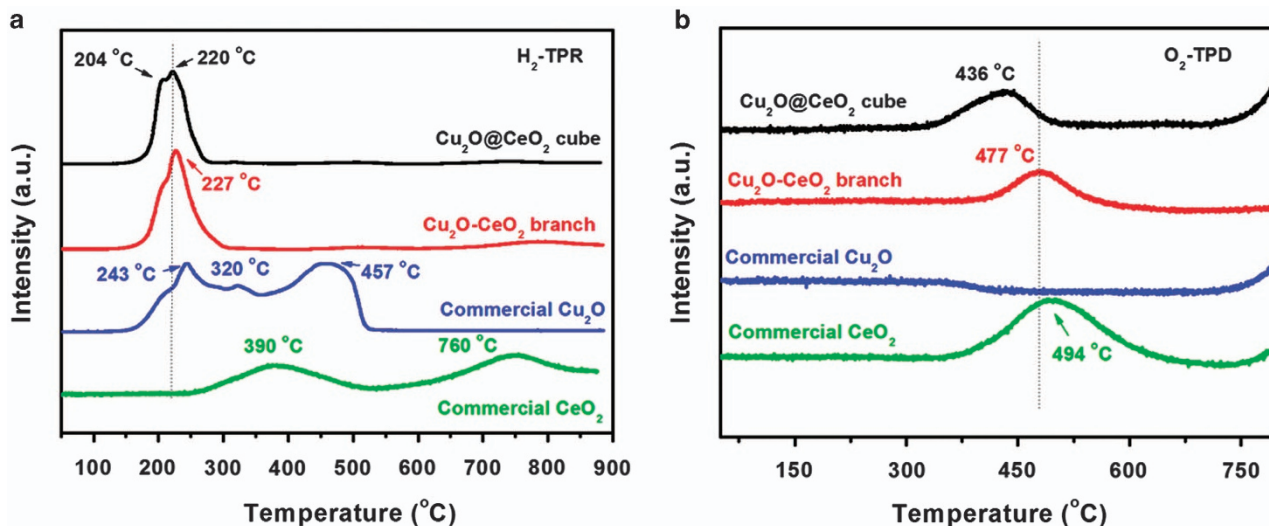 a
H₂-TPR
204 °C
220 °C
Cu₂O@CeO₂ cube
227 °C
Cu₂O-CeO₂ branch
243 °C
320 °C
457 °C
Commercial Cu₂O
390 °C
760 °C
Commercial CeO₂
Intensity (a.u.)
100 200 300 400 500 600 700 800 900
Temperature (°C)
b
O₂-TPD
436 °C
Cu₂O@CeO₂ cube
477 °C
Cu₂O-CeO₂ branch
Commercial Cu₂O
Commercial CeO₂
494 °C
Intensity (a.u.)
150 300 450 600 750
Temperature (°C)